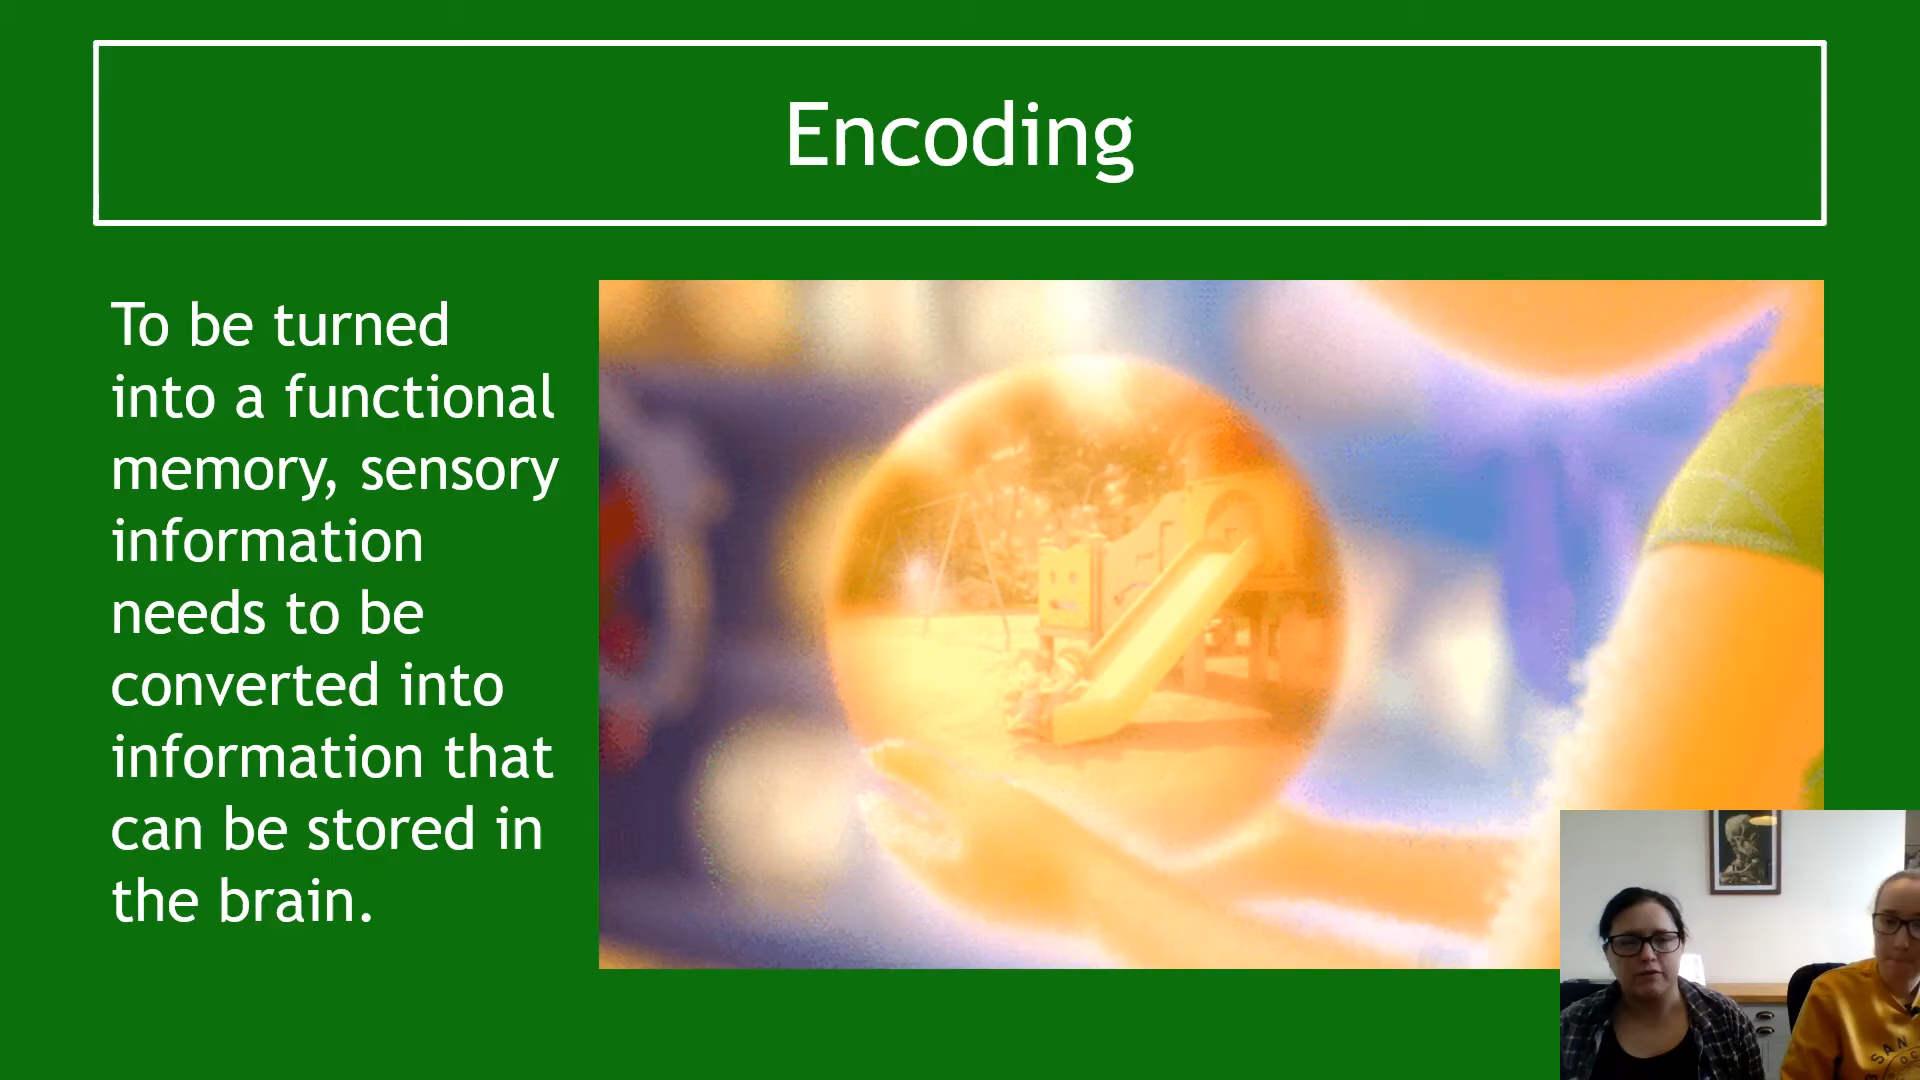 Encoding
To be turned
into a functional
memory, sensory
information
needs to be
converted into
information that
can be stored in
the brain.
SAN